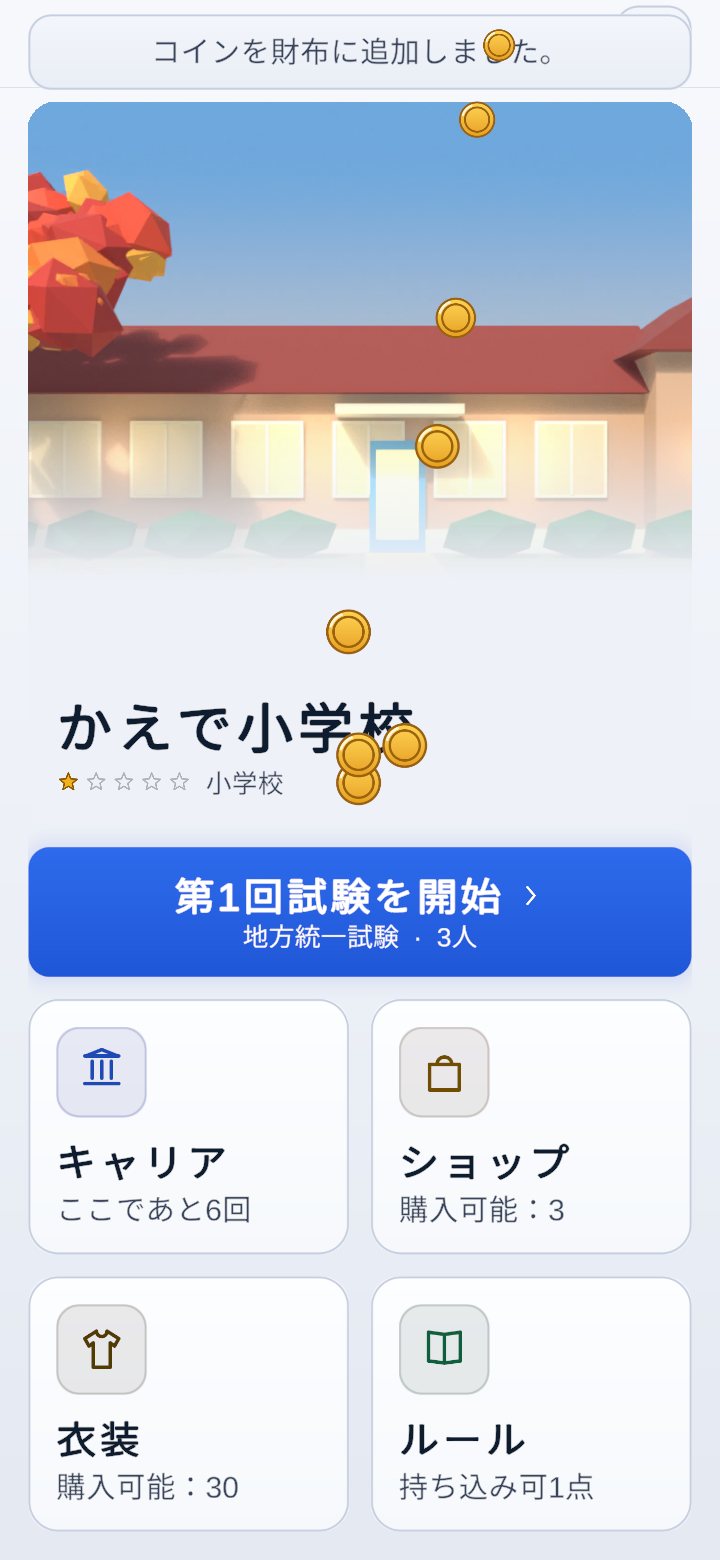 コインを財布に追加しました。
かえで小学校
小学校
第1回試験を開始
地方統一試験 · 3人
キャリア
ここであと6回
ショップ
購入可能：3
衣装
購入可能：30
ルール
持ち込み可1点